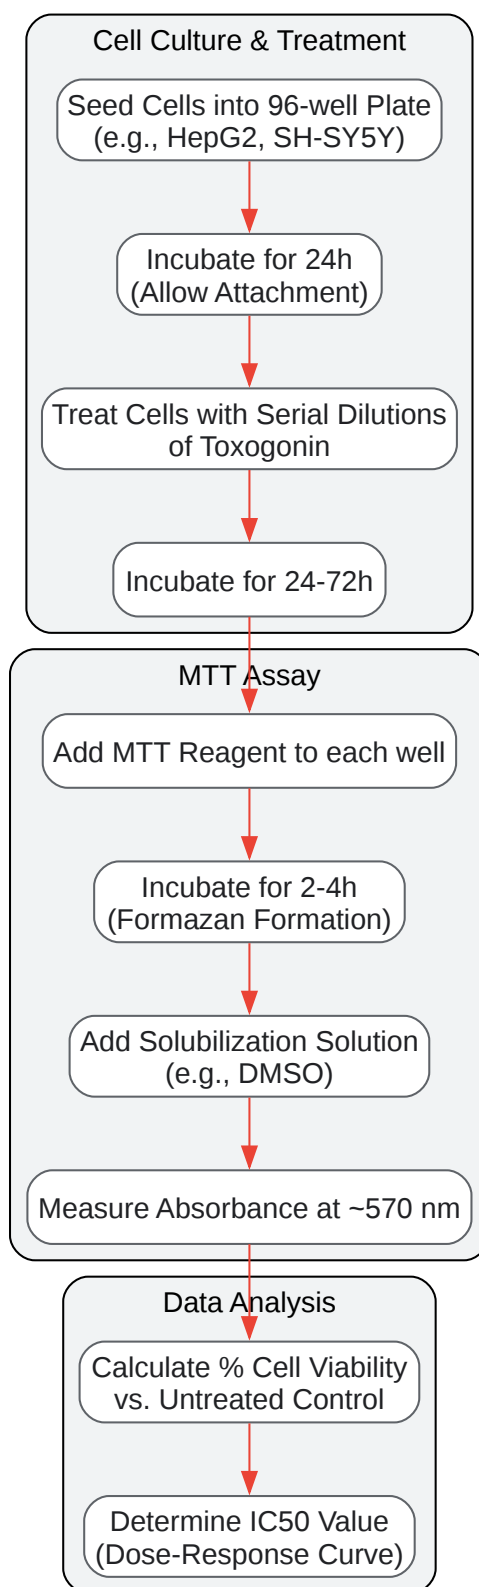 Cell Culture & Treatment
Seed Cells into 96-well Plate
(e.g., HepG2, SH-SY5Y)
Incubate for 24h
(Allow Attachment)
Treat Cells with Serial Dilutions
of Toxogonin
Incubate for 24-72h
MTT Assay
Add MTT Reagent to each well
Incubate for 2-4h
(Formazan Formation)
Add Solubilization Solution
(e.g., DMSO)
Measure Absorbance at ~570 nm
Data Analysis
Calculate % Cell Viability
vs. Untreated Control
Determine IC50 Value
(Dose-Response Curve)